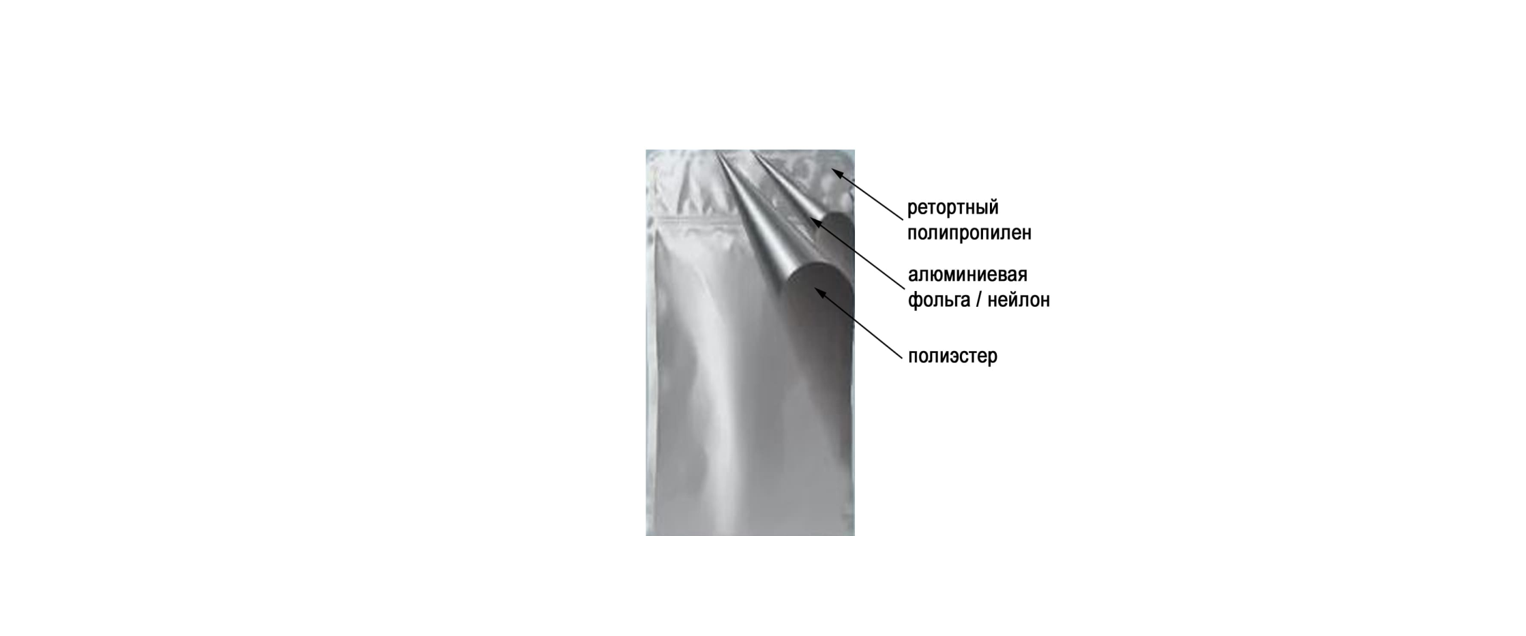 ретортный
полипропилен
алюминиевая
фольга / нейлон
полиэстер